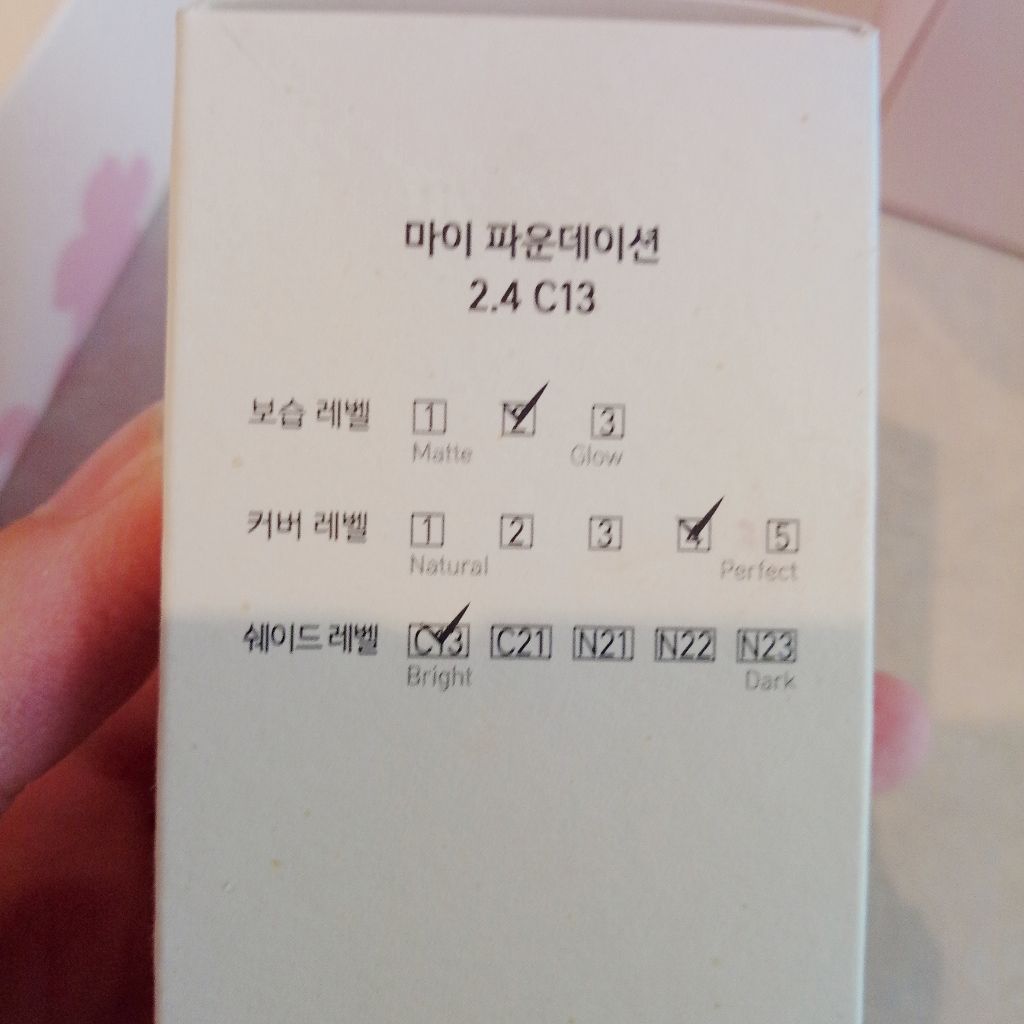 마이 파운데이션
2.4 C13
보습 레벨 1 2 3
Matte Glow
커버 레벨 1 2 3 4 5
Natural Perfect
쉐이드 레벨 C13 C21 N21 N22 N23
Bright Dark